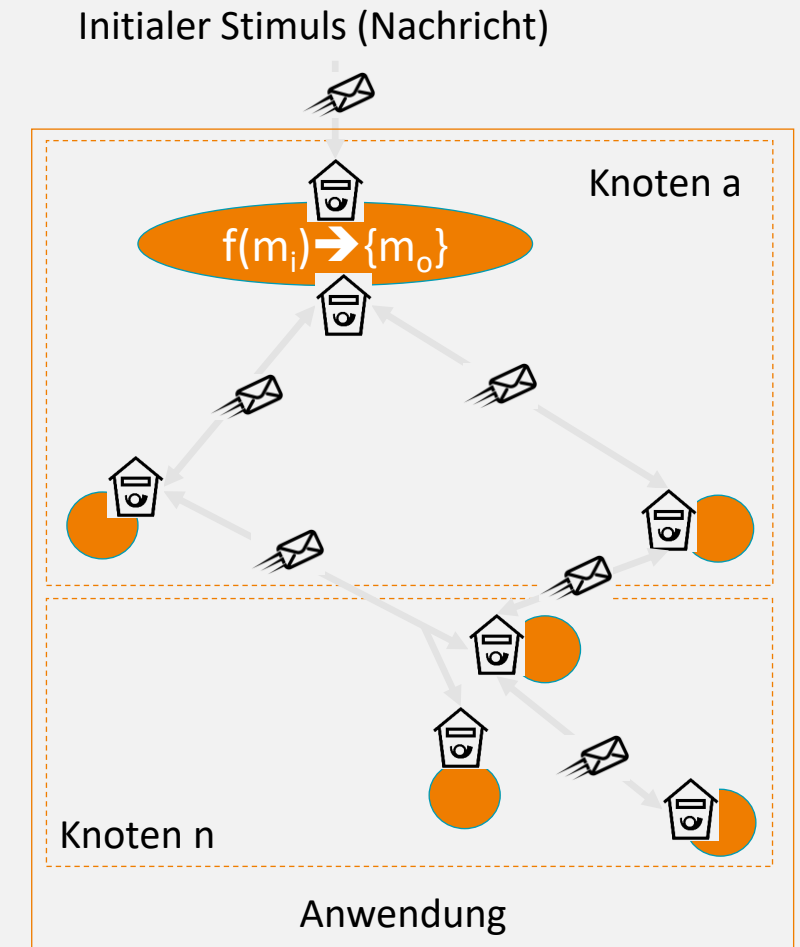 Initialer Stimuls (Nachricht)
Knoten a
f(mᵢ)➔{mₒ}
Knoten n
Anwendung